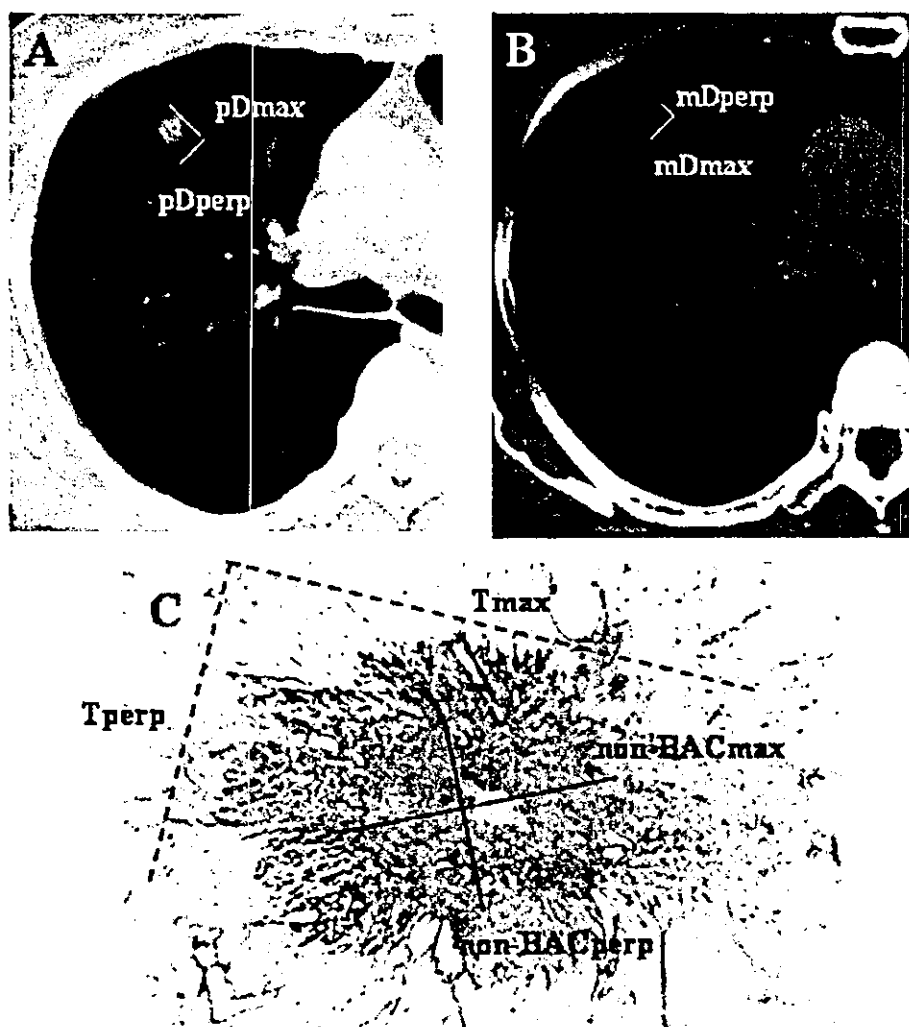 A
pDmax
pDperp
B
mDperp
mDmax
C
Tmax
Tperp
non-BACmax
non-BACperp